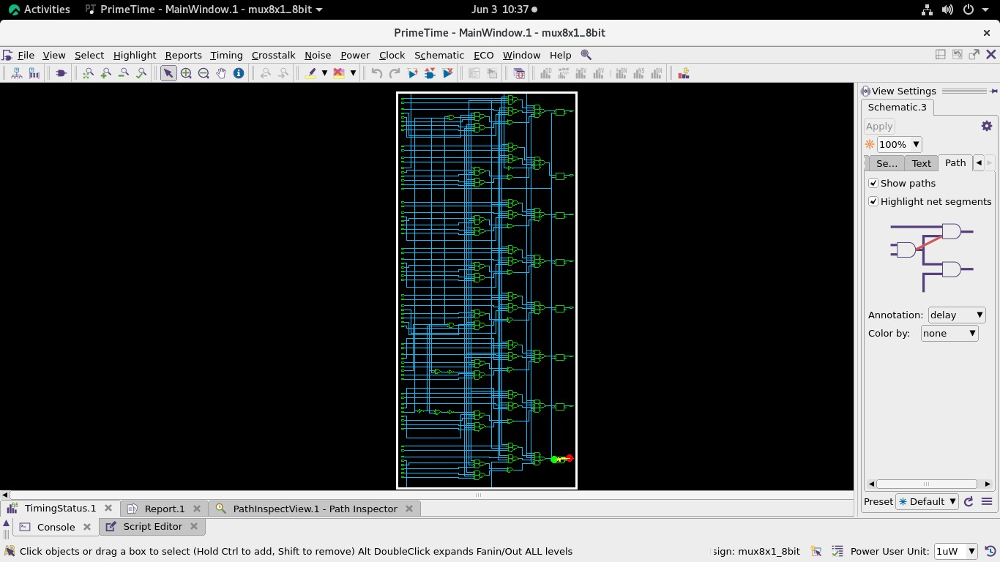 Activities PrimeTime - MainWindow.1 - mux8x1_8bit Jun 3 10:37
PrimeTime - MainWindow.1 - mux8x1_8bit
File View Select Highlight Reports Timing Crosstalk Noise Power Clock Schematic ECO Window Help
View Settings
Schematic.3
Apply
100%
Se... Text Path
Show paths
Highlight net segments
Annotation: delay
Color by: none
Preset Default
TimingStatus.1 Report.1 PathInspectView.1 - Path Inspector
Console Script Editor
Click objects or drag a box to select (Hold Ctrl to add, Shift to remove) Alt DoubleClick expands Fanin/Out ALL levels sign: mux8x1_8bit Power User Unit: 1uW